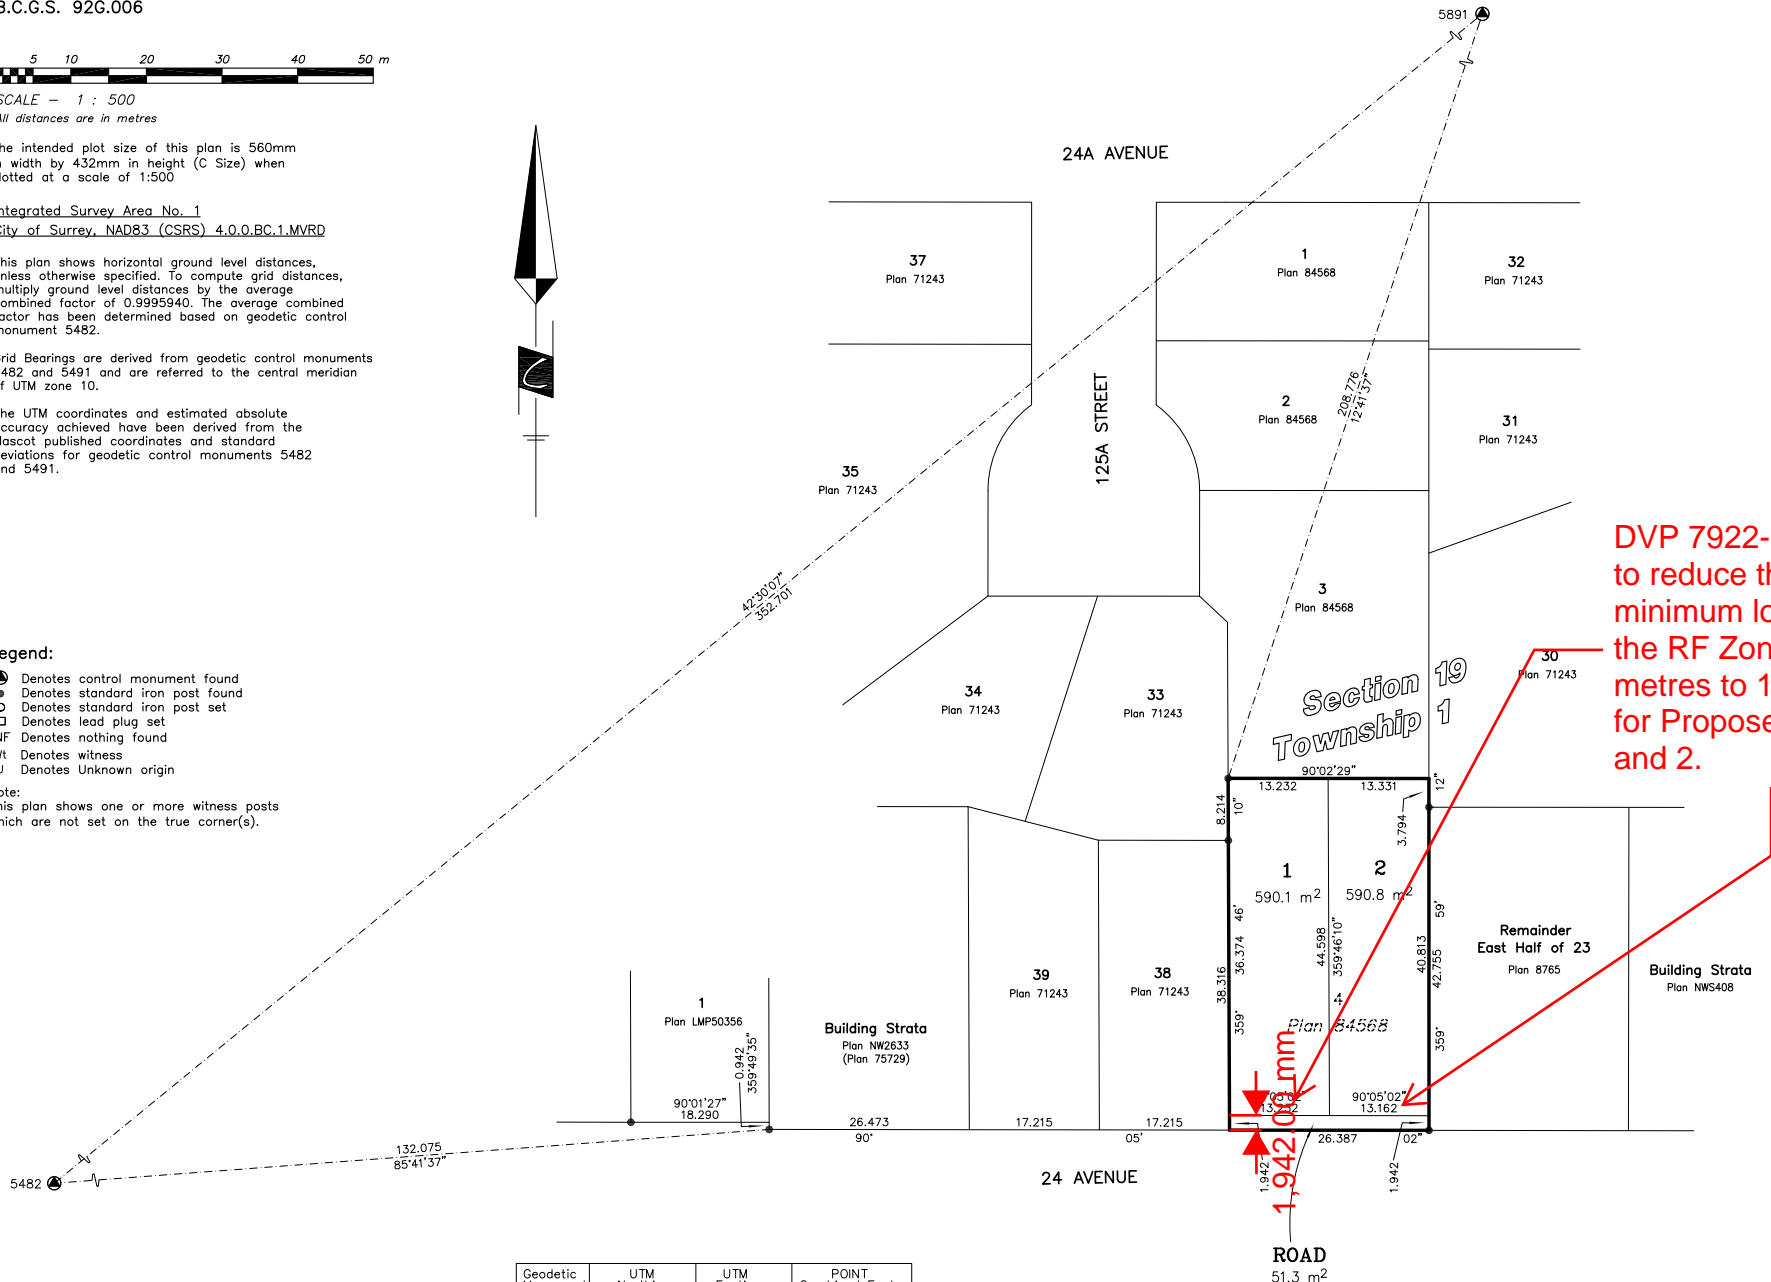 B.C.G.S. 92G.006
5 10 20 30 40 50 m
SCALE - 1 : 500
All distances are in metres
The intended plot size of this plan is 560mm
in width by 432mm in height (C Size) when
plotted at a scale of 1:500
Integrated Survey Area No. 1
City of Surrey, NAD83 (CSRS) 4.0.0.BC.1.MVRD
This plan shows horizontal ground level distances,
unless otherwise specified. To compute grid distances,
multiply ground level distances by the average
combined factor of 0.9995940. The average combined
factor has been determined based on geodetic control
monument 5482.
Grid Bearings are derived from geodetic control monuments
5482 and 5491 and are referred to the central meridian
of UTM zone 10.
The UTM coordinates and estimated absolute
accuracy achieved have been derived from the
Mascot published coordinates and standard
deviations for geodetic control monuments 5482
and 5491.
Legend:
Denotes control monument found
Denotes standard iron post found
Denotes standard iron post set
Denotes lead plug set
NF Denotes nothing found
Wt Denotes witness
U Denotes Unknown origin
Note:
This plan shows one or more witness posts
which are not set on the true corner(s).
5891
24A AVENUE
125A STREET
37
Plan 71243
1
Plan 84568
32
Plan 71243
2
Plan 84568
208.776
12°41'37"
31
Plan 71243
35
Plan 71243
42°30'07"
352.701
3
Plan 84568
30
Plan 71243
DVP 7922-
to reduce th
minimum lo
the RF Zon
metres to 1
for Propose
and 2.
34
Plan 71243
33
Plan 71243
Section 19
Township 1
90°02'29"
13.232 13.331
8.214
10"
3.794
12"
1
590.1 m2
2
590.8 m2
46'
36.374
38.316
359°
44.598
359°46'10"
59'
40.813
42.755
359°
4
Plan 84568
Remainder
East Half of 23
Plan 8765
Building Strata
Plan NWS408
39
Plan 71243
38
Plan 71243
1
Plan LMP50356
0.942
359°49'35"
Building Strata
Plan NW2633
(Plan 75729)
90°01'27"
18.290
26.473
90°
17.215
05'
17.215
13.232
90°05'02"
13.162
26.387
02"
1.942
1,942.00 mm
1.942
132.075
85°41'37"
5482
24 AVENUE
ROAD
51.3 m2
Geodetic UTM UTM POINT